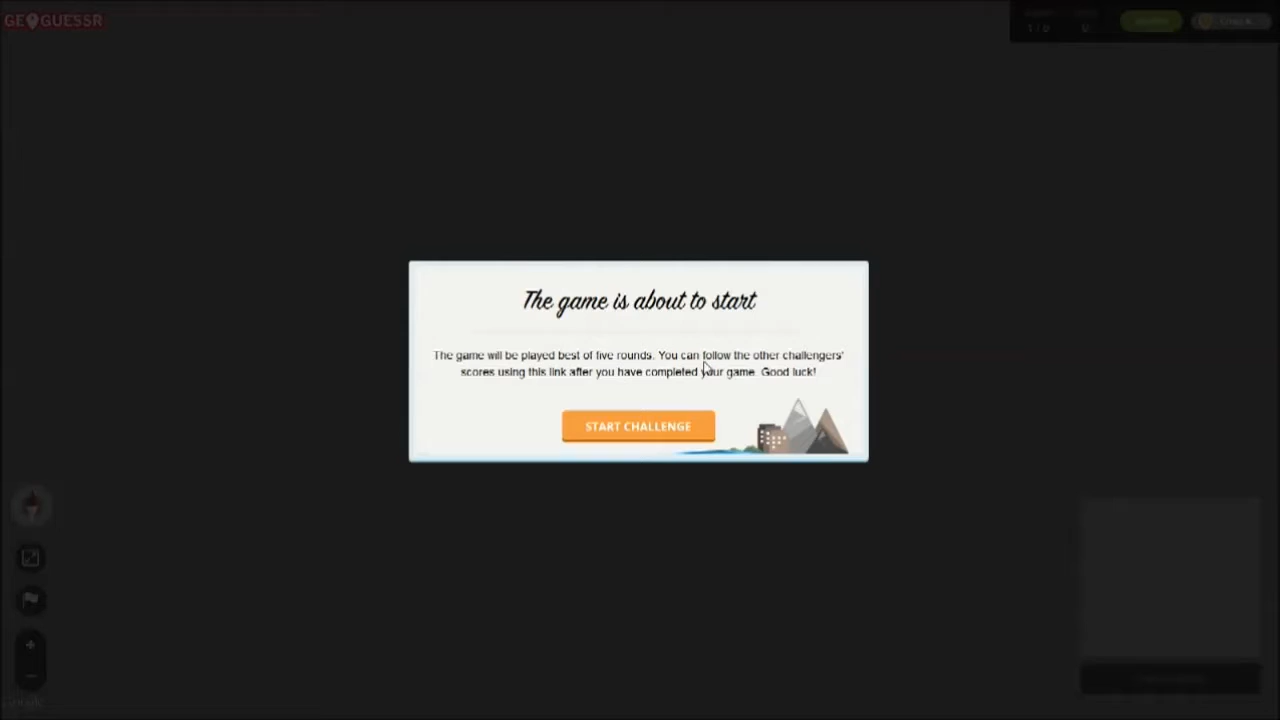 GEOGUESSR
The game is about to start
The game will be played best of five rounds. You can follow the other challengers'
scores using this link after you have completed your game. Good luck!
START CHALLENGE